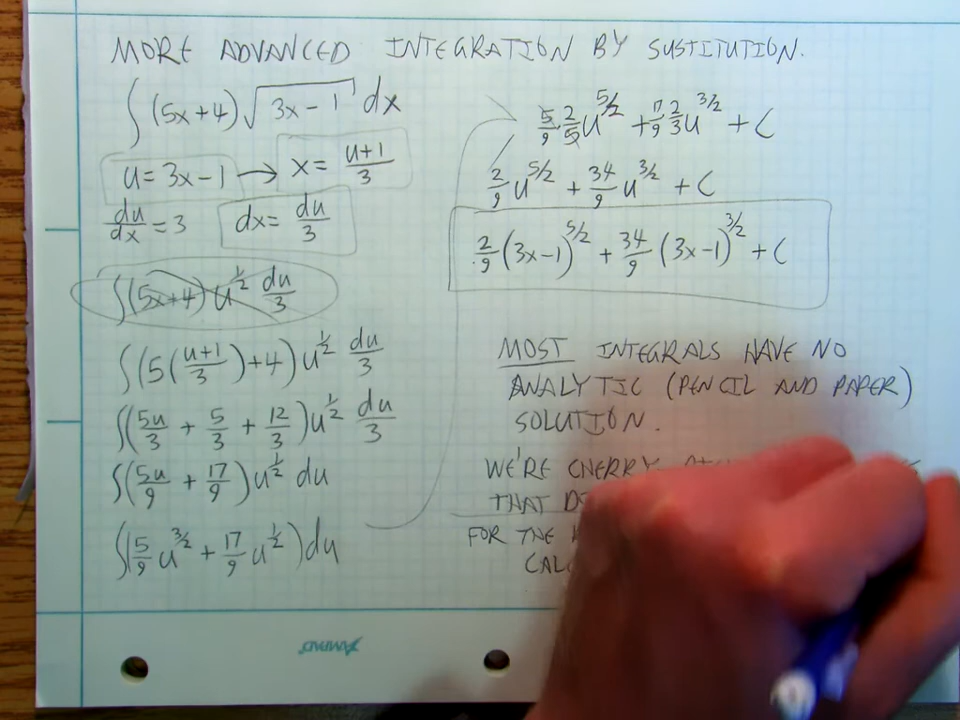 MORE ADVANCED INTEGRATION BY SUSTITUTION.
∫ (5x+4) √(3x-1) dx
u = 3x-1 → x = (u+1)/3
du/dx = 3 dx = du/3
∫ (5x+4) u^(1/2) du/3
∫ (5((u+1)/3)+4) u^(1/2) du/3
∫ (5u/3 + 5/3 + 12/3) u^(1/2) du/3
∫ (5u/9 + 17/9) u^(1/2) du
∫ (5/9 u^(3/2) + 17/9 u^(1/2)) du
5/9 2/5 u^(5/2) + 17/9 2/3 u^(3/2) + C
2/9 u^(5/2) + 34/9 u^(3/2) + C
2/9 (3x-1)^(5/2) + 34/9 (3x-1)^(3/2) + C
MOST INTEGRALS HAVE NO
ANALYTIC (PENCIL AND PAPER)
SOLUTION.
WE'RE CHERRY
THAT
FOR THE
AMPAD